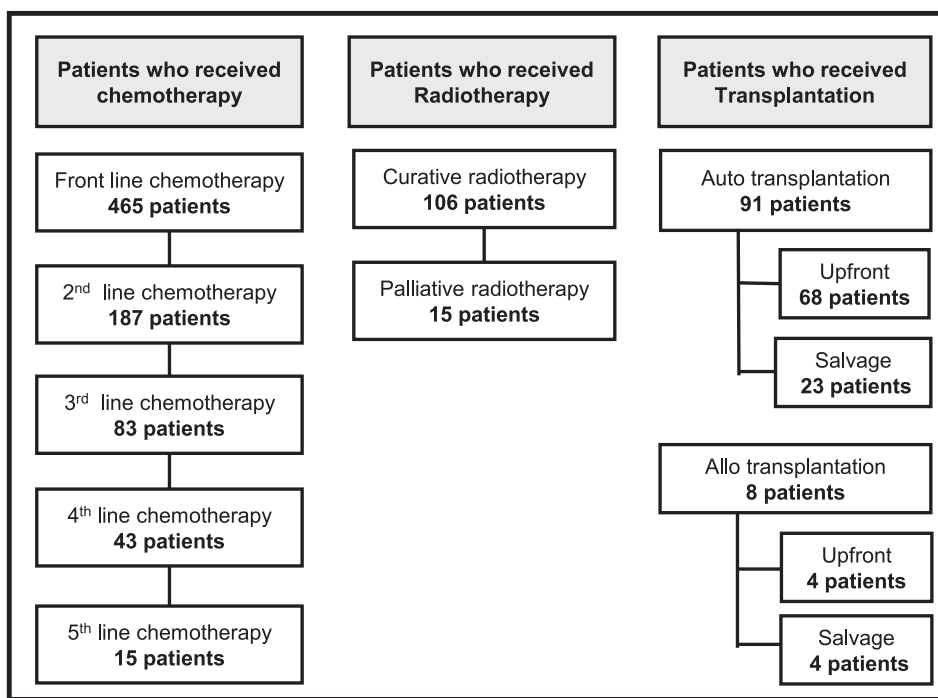 Patients who received
chemotherapy
Front line chemotherapy
465 patients
2nd line chemotherapy
187 patients
3rd line chemotherapy
83 patients
4th line chemotherapy
43 patients
5th line chemotherapy
15 patients
Patients who received
Radiotherapy
Curative radiotherapy
106 patients
Palliative radiotherapy
15 patients
Patients who received
Transplantation
Auto transplantation
91 patients
Upfront
68 patients
Salvage
23 patients
Allo transplantation
8 patients
Upfront
4 patients
Salvage
4 patients